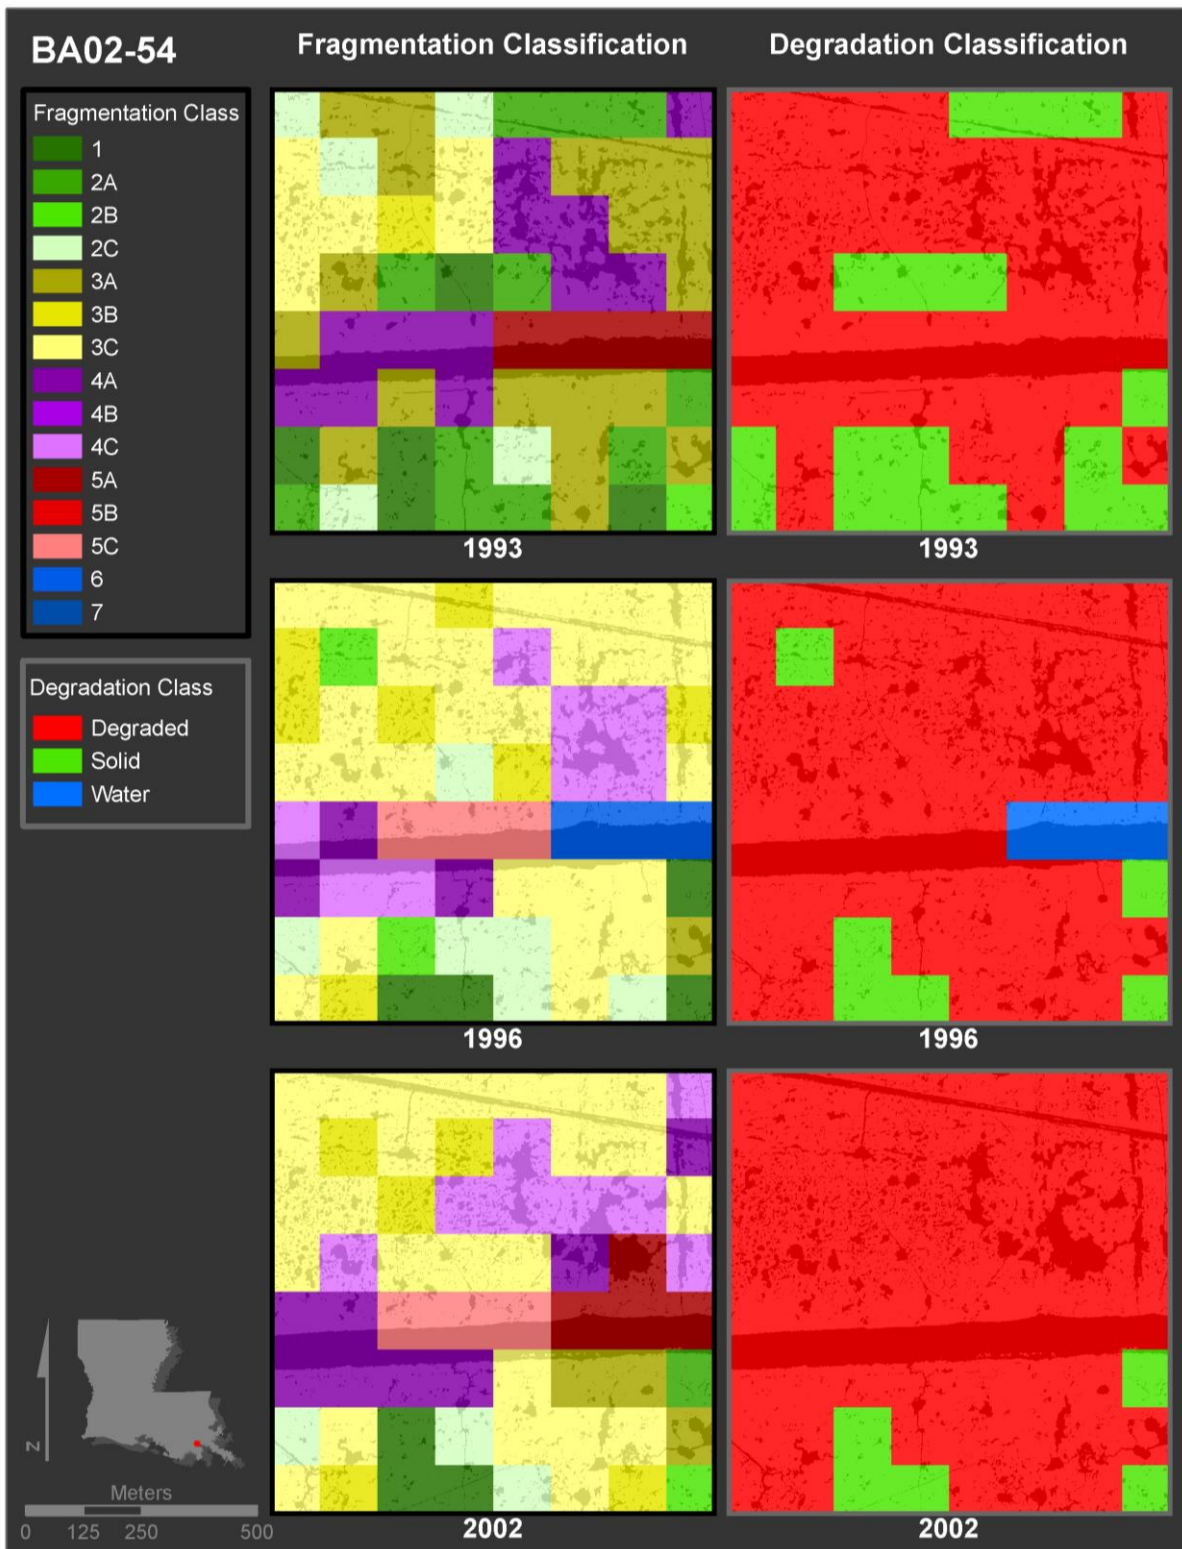 BA02-54
Fragmentation Classification
Degradation Classification
Fragmentation Class
1
2A
2B
2C
3A
3B
3C
4A
4B
4C
5A
5B
5C
6
7
Degradation Class
Degraded
Solid
Water
1993
1993
1996
1996
2002
2002
N
Meters
0 125 250 500